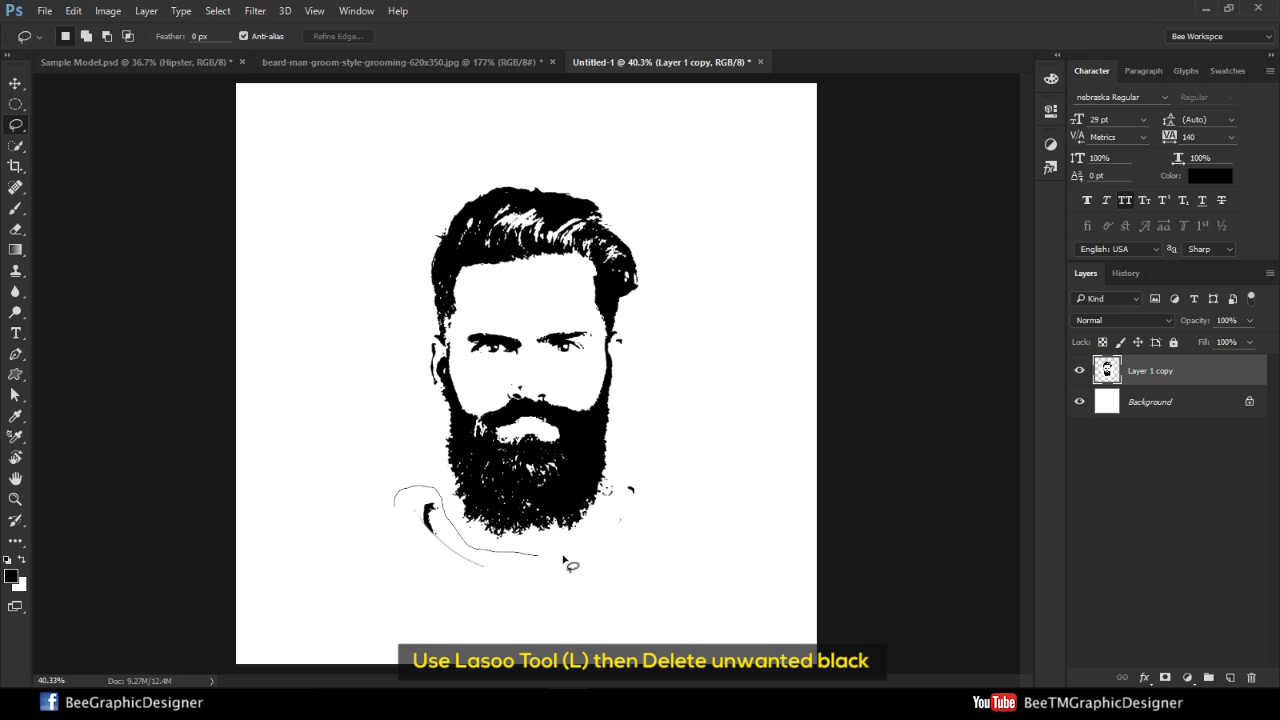 Ps File Edit Image Layer Type Select Filter 3D View Window Help
Feather: 0 px Anti-alias Refine Edge... Bee Workspce
Sample Model.psd @ 36.7% (Hipster, RGB/8) * × beard-man-groom-style-grooming-620x350.jpg @ 177% (RGB/8#) * × Untitled-1 @ 40.3% (Layer 1 copy, RGB/8) * ×
Character Paragraph Glyphs Swatches
nebraska Regular Regular
29 pt (Auto)
Metrics 140
100% 100%
0 pt Color:
English: USA Sharp
Layers History
Kind
Normal Opacity: 100%
Lock: Fill: 100%
Layer 1 copy
Background
Use Lasoo Tool (L) then Delete unwanted black
40.33% Doc: 9.27M/12.4M
BeeGraphicDesigner
YouTube BeeTMGraphicDesigner